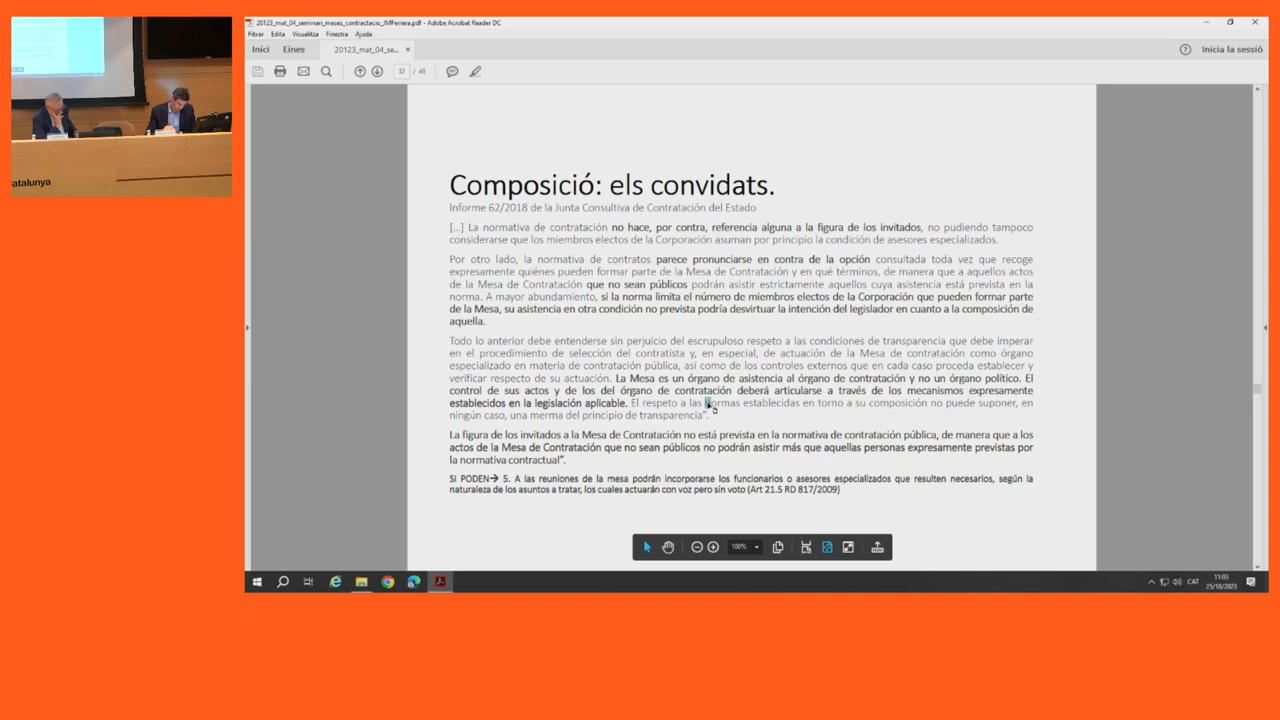 20123_mat_04_seminari_meses_contractacio_JMFerrera.pdf - Adobe Acrobat Reader DC
Fitxer Edita Visualitza Finestra Ajuda
Inici Eines 20123_mat_04_se... × Inicia la sessió
32 / 48
Composició: els convidats.
Informe 62/2018 de la Junta Consultiva de Contratación del Estado
[...] La normativa de contratación no hace, por contra, referencia alguna a la figura de los invitados, no pudiendo tampoco
considerarse que los miembros electos de la Corporación asuman por principio la condición de asesores especializados.
Por otro lado, la normativa de contratos parece pronunciarse en contra de la opción consultada toda vez que recoge
expresamente quiénes pueden formar parte de la Mesa de Contratación y en qué términos, de manera que a aquellos actos
de la Mesa de Contratación que no sean públicos podrán asistir estrictamente aquellos cuya asistencia está prevista en la
norma. A mayor abundamiento, si la norma limita el número de miembros electos de la Corporación que pueden formar parte
de la Mesa, su asistencia en otra condición no prevista podría desvirtuar la intención del legislador en cuanto a la composición de
aquella.
Todo lo anterior debe entenderse sin perjuicio del escrupuloso respeto a las condiciones de transparencia que debe imperar
en el procedimiento de selección del contratista y, en especial, de actuación de la Mesa de contratación como órgano
especializado en materia de contratación pública, así como de los controles externos que en cada caso proceda establecer y
verificar respecto de su actuación. La Mesa es un órgano de asistencia al órgano de contratación y no un órgano político. El
control de sus actos y de los del órgano de contratación deberá articularse a través de los mecanismos expresamente
establecidos en la legislación aplicable. El respeto a las normas establecidas en torno a su composición no puede suponer, en
ningún caso, una merma del principio de transparencia".
La figura de los invitados a la Mesa de Contratación no está prevista en la normativa de contratación pública, de manera que a los
actos de la Mesa de Contratación que no sean públicos no podrán asistir más que aquellas personas expresamente previstas por
la normativa contractual".
SI PODEN→ 5. A las reuniones de la mesa podrán incorporarse los funcionarios o asesores especializados que resulten necesarios, según la
naturaleza de los asuntos a tratar, los cuales actuarán con voz pero sin voto (Art 21.5 RD 817/2009)
100%
CAT
11:03
25/10/2023
atalunya